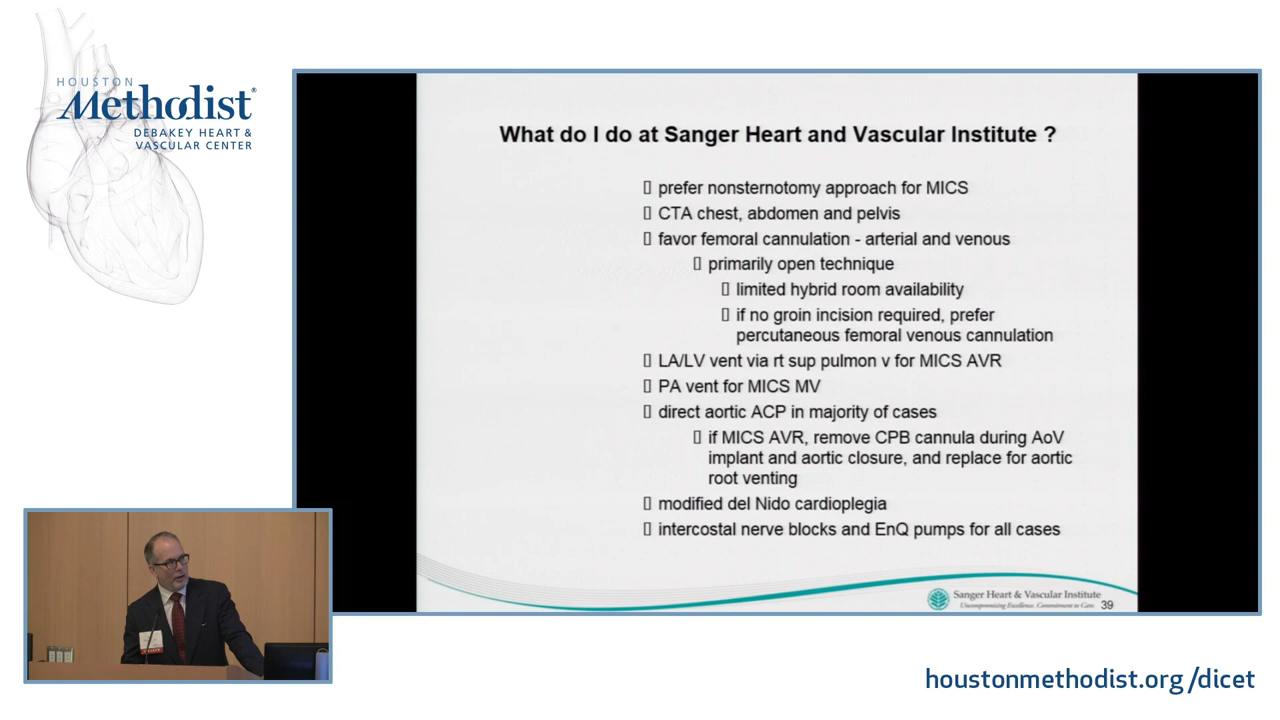 HOUSTON
Methodist®
DEBAKEY HEART &
VASCULAR CENTER
What do I do at Sanger Heart and Vascular Institute ?
prefer nonsternotomy approach for MICS
CTA chest, abdomen and pelvis
favor femoral cannulation - arterial and venous
primarily open technique
limited hybrid room availability
if no groin incision required, prefer
percutaneous femoral venous cannulation
LA/LV vent via rt sup pulmon v for MICS AVR
PA vent for MICS MV
direct aortic ACP in majority of cases
if MICS AVR, remove CPB cannula during AoV
implant and aortic closure, and replace for aortic
root venting
modified del Nido cardioplegia
intercostal nerve blocks and EnQ pumps for all cases
Sanger Heart & Vascular Institute
Uncompromising Excellence. Commitment to Care.
39
houstonmethodist.org/dicet